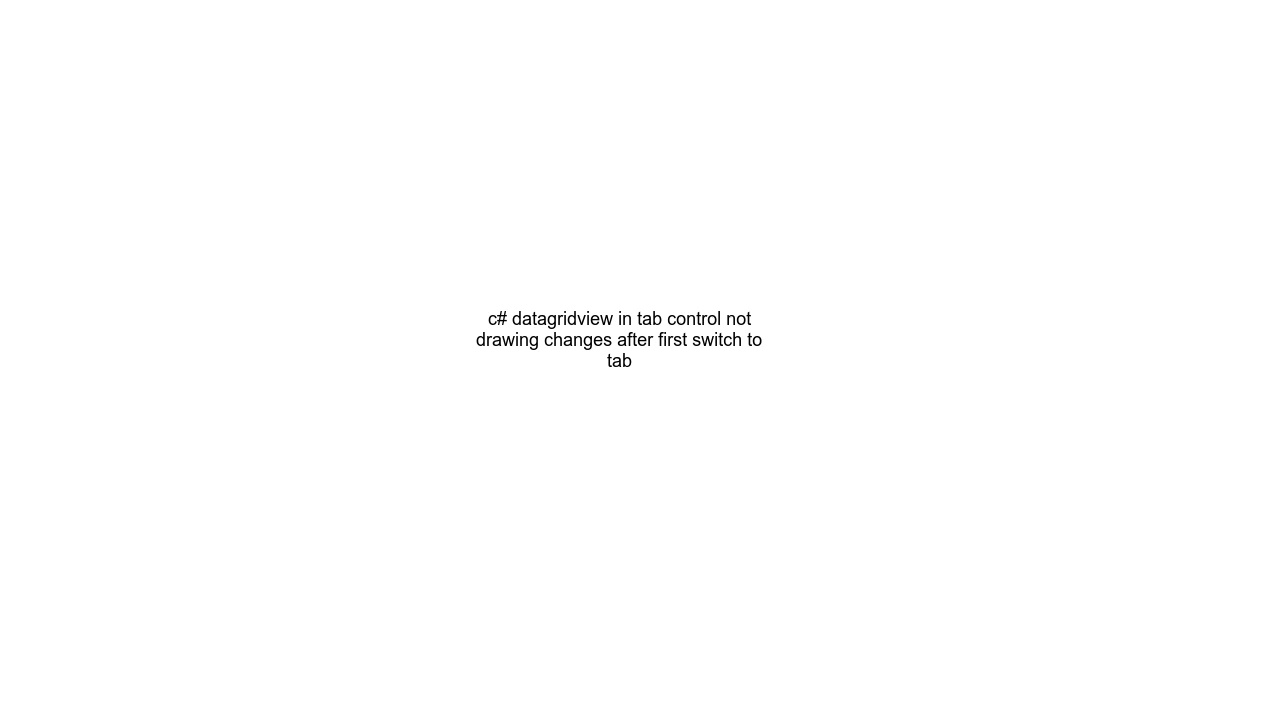 c# datagridview in tab control not
drawing changes after first switch to
tab